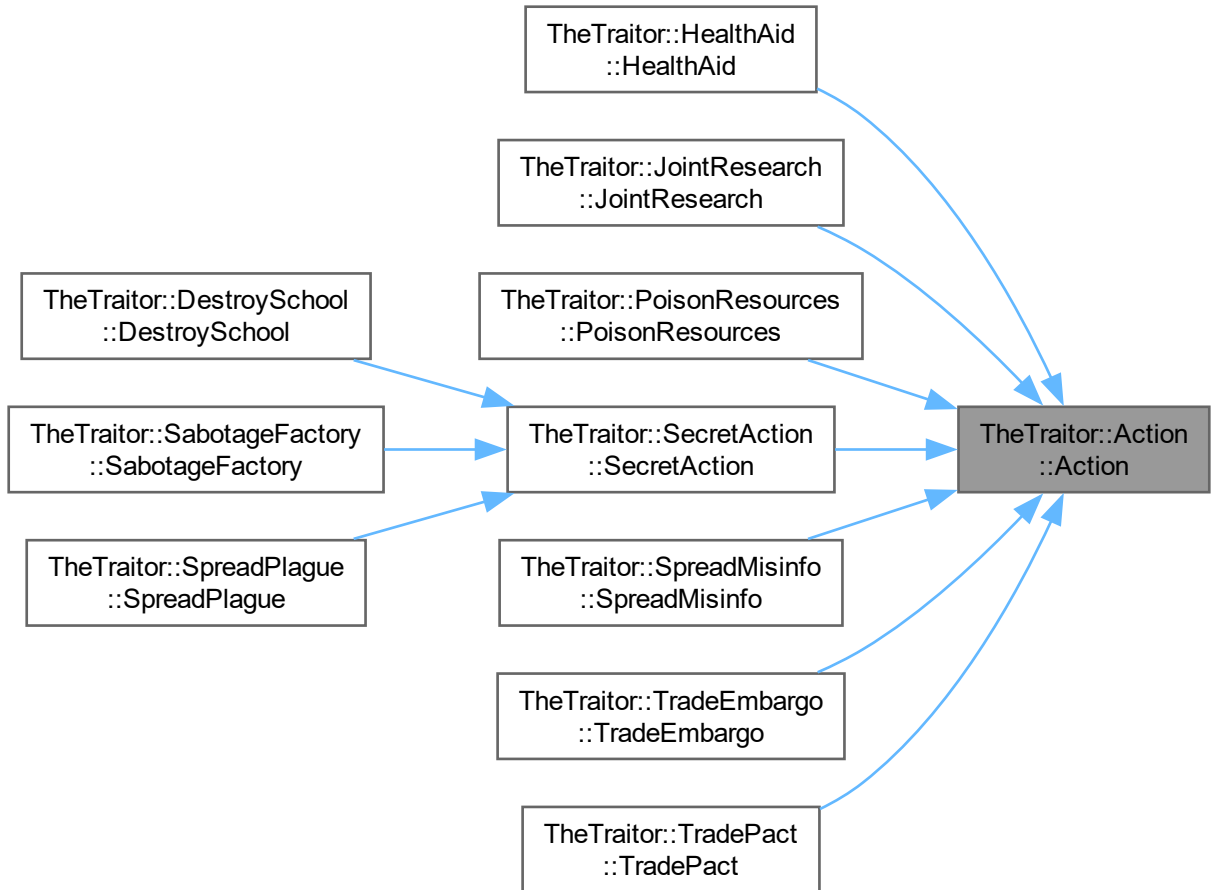 TheTraitor::HealthAid
::HealthAid
TheTraitor::JointResearch
::JointResearch
TheTraitor::DestroySchool
::DestroySchool
TheTraitor::PoisonResources
::PoisonResources
TheTraitor::SabotageFactory
::SabotageFactory
TheTraitor::SecretAction
::SecretAction
TheTraitor::Action
::Action
TheTraitor::SpreadPlague
::SpreadPlague
TheTraitor::SpreadMisinfo
::SpreadMisinfo
TheTraitor::TradeEmbargo
::TradeEmbargo
TheTraitor::TradePact
::TradePact